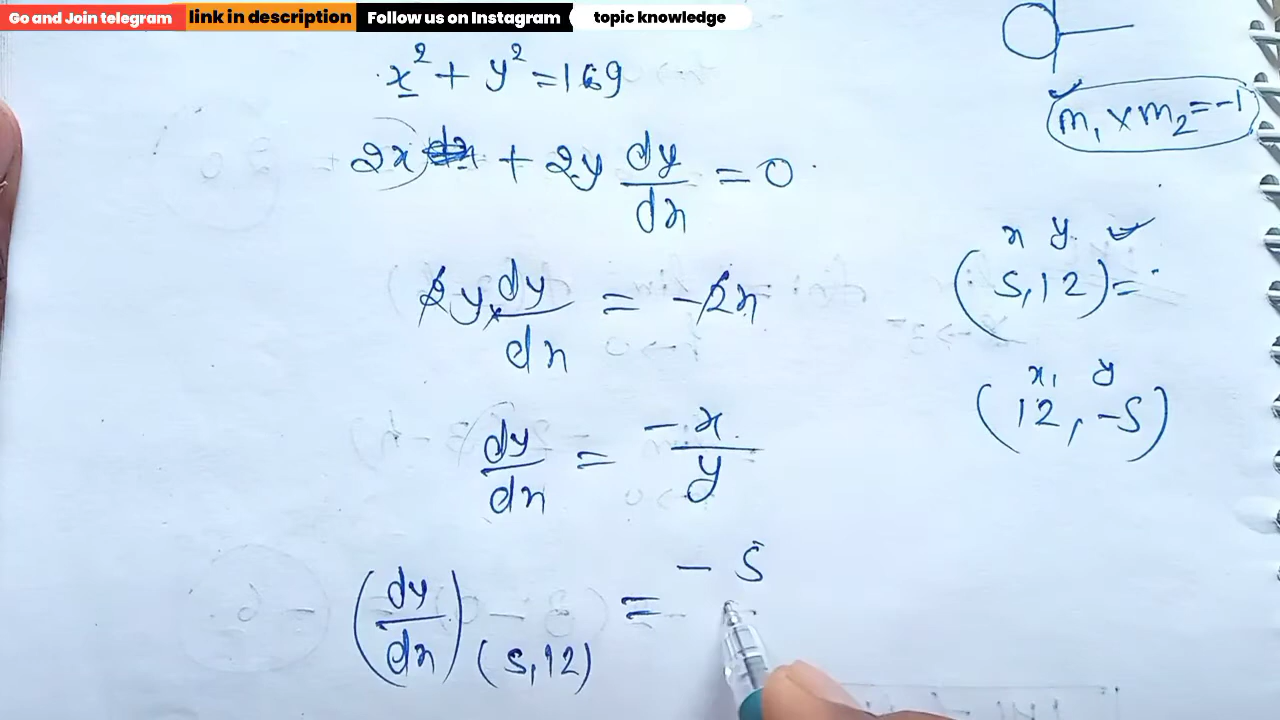 Go and Join telegram link in description Follow us on Instagram topic knowledge
x² + y² = 169
m₁ × m₂ = -1
2x + 2y dy/dx = 0
x y
(5,12) =
2y × dy/dx = -2x
x, y
(12, -5)
dy/dx = -x/y
(dy/dx) (5,12) = - 5